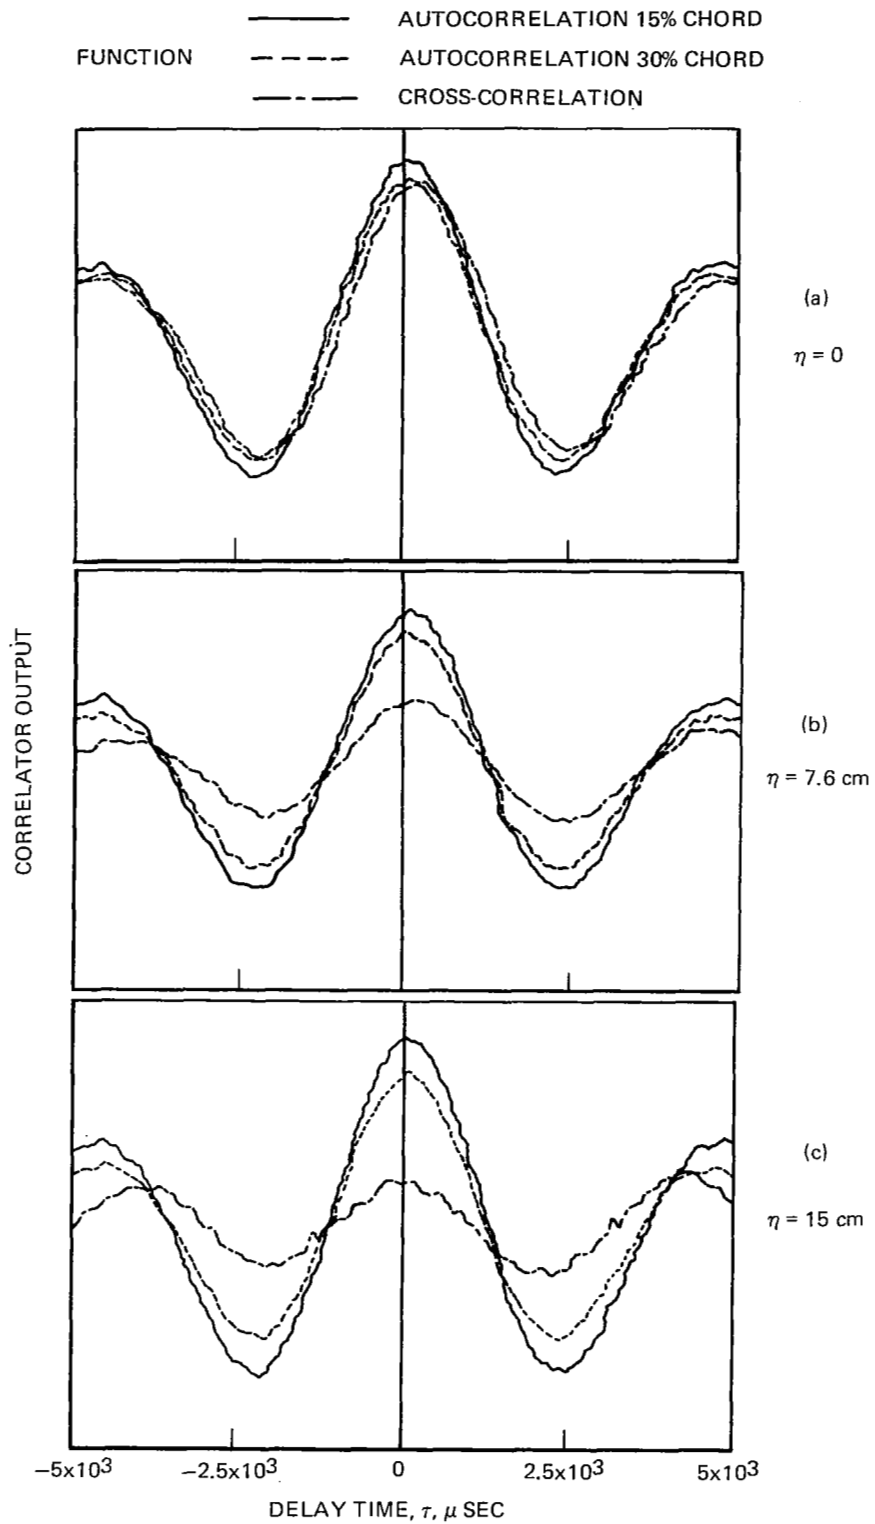 AUTOCORRELATION 15% CHORD
FUNCTION
AUTOCORRELATION 30% CHORD
CROSS-CORRELATION
(a)
η = 0
(b)
η = 7.6 cm
(c)
η = 15 cm
CORRELATOR OUTPUT
−5x10³
−2.5x10³
0
2.5x10³
5x10³
DELAY TIME, τ, μ SEC